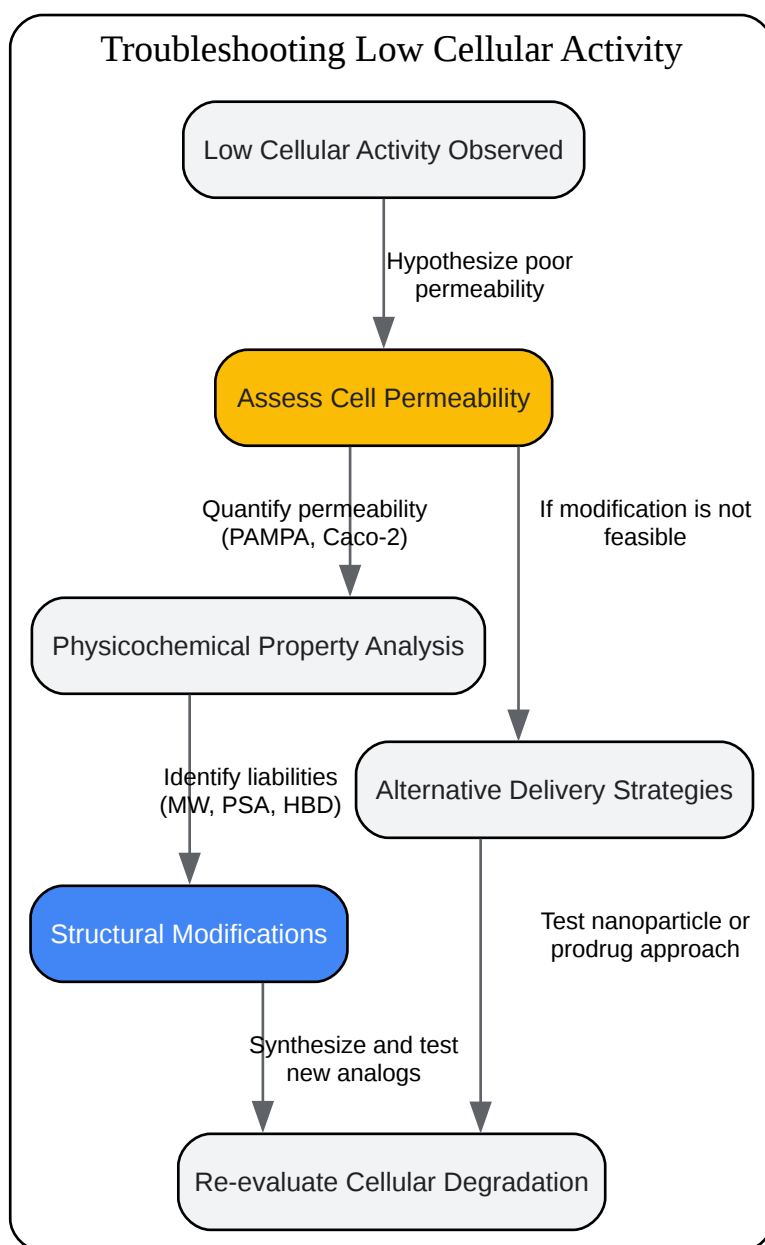 Troubleshooting Low Cellular Activity
Low Cellular Activity Observed
Hypothesize poor
permeability
Assess Cell Permeability
Quantify permeability
(PAMPA, Caco-2)
If modification is not
feasible
Physicochemical Property Analysis
Identify liabilities
(MW, PSA, HBD)
Alternative Delivery Strategies
Structural Modifications
Test nanoparticle or
prodrug approach
Synthesize and test
new analogs
Re-evaluate Cellular Degradation